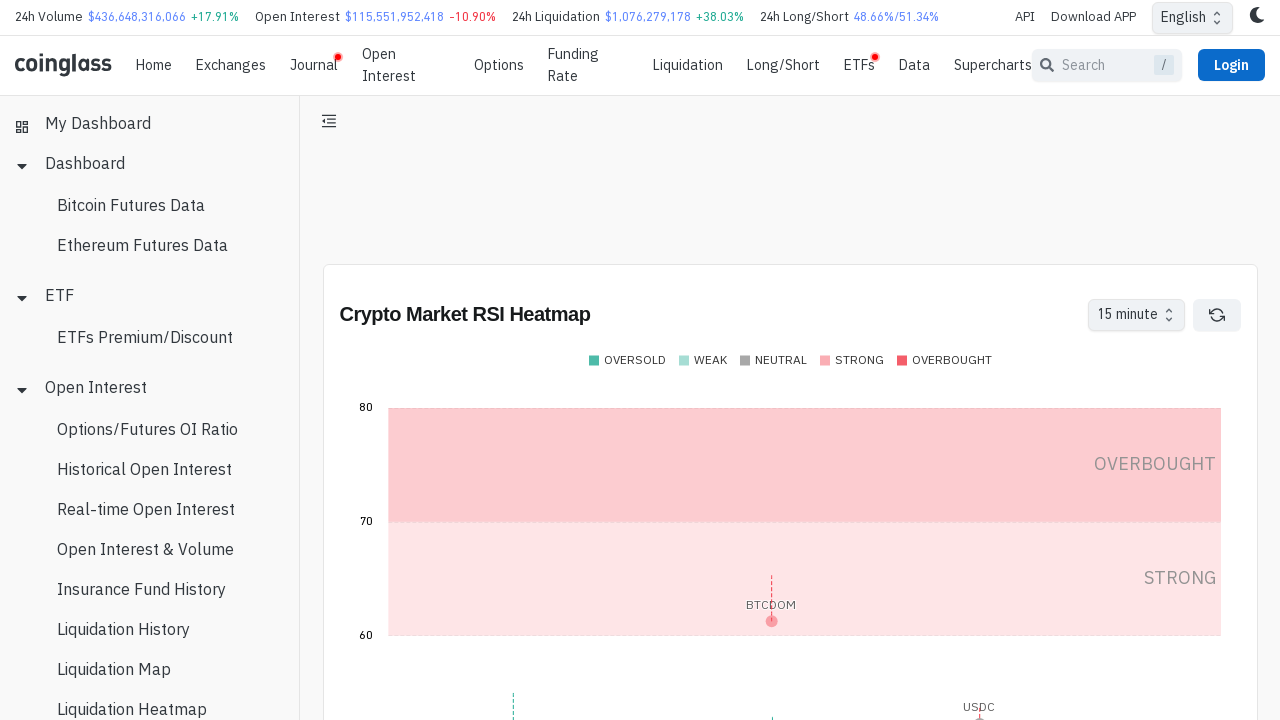 24h Volume $436,648,316,066 +17.91% Open Interest $115,551,952,418 -10.90% 24h Liquidation $1,076,279,178 +38.03% 24h Long/Short 48.66%/51.34% API Download APP English
coinglass Home Exchanges Journal Open Interest Options Funding Rate Liquidation Long/Short ETFs Data Supercharts Search / Login
My Dashboard
Dashboard
Bitcoin Futures Data
Ethereum Futures Data
ETF
ETFs Premium/Discount
Open Interest
Options/Futures OI Ratio
Historical Open Interest
Real-time Open Interest
Open Interest & Volume
Insurance Fund History
Liquidation History
Liquidation Map
Liquidation Heatmap
Crypto Market RSI Heatmap 15 minute
OVERSOLD WEAK NEUTRAL STRONG OVERBOUGHT
80
OVERBOUGHT
70
STRONG
BTCDOM
60
USDC